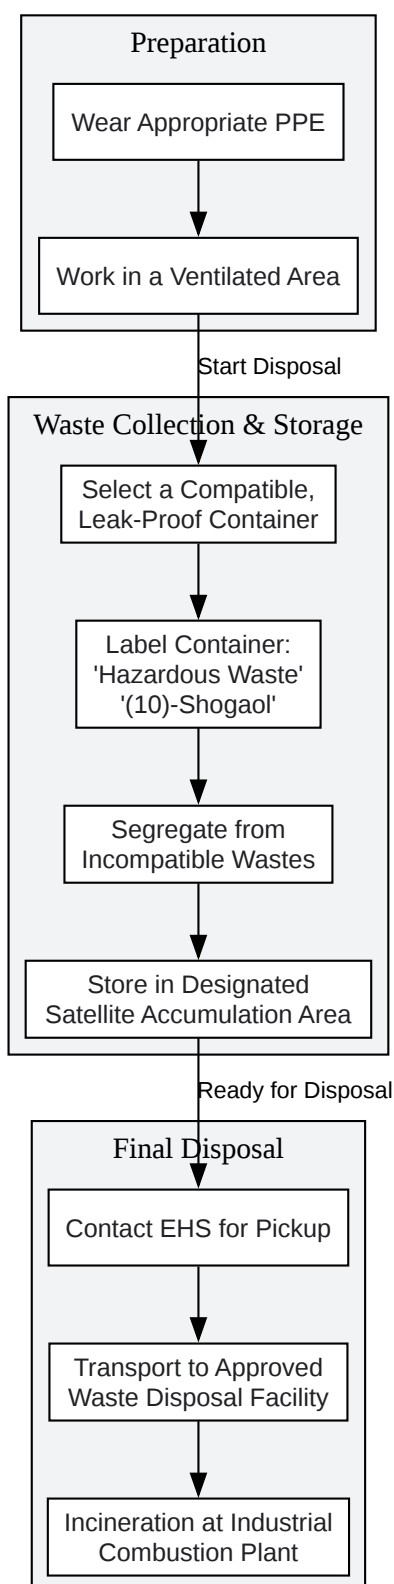 Preparation
Wear Appropriate PPE
Work in a Ventilated Area
Start Disposal
Waste Collection & Storage
Select a Compatible,
Leak-Proof Container
Label Container:
'Hazardous Waste'
'(10)-Shogaol'
Segregate from
Incompatible Wastes
Store in Designated
Satellite Accumulation Area
Ready for Disposal
Final Disposal
Contact EHS for Pickup
Transport to Approved
Waste Disposal Facility
Incineration at Industrial
Combustion Plant